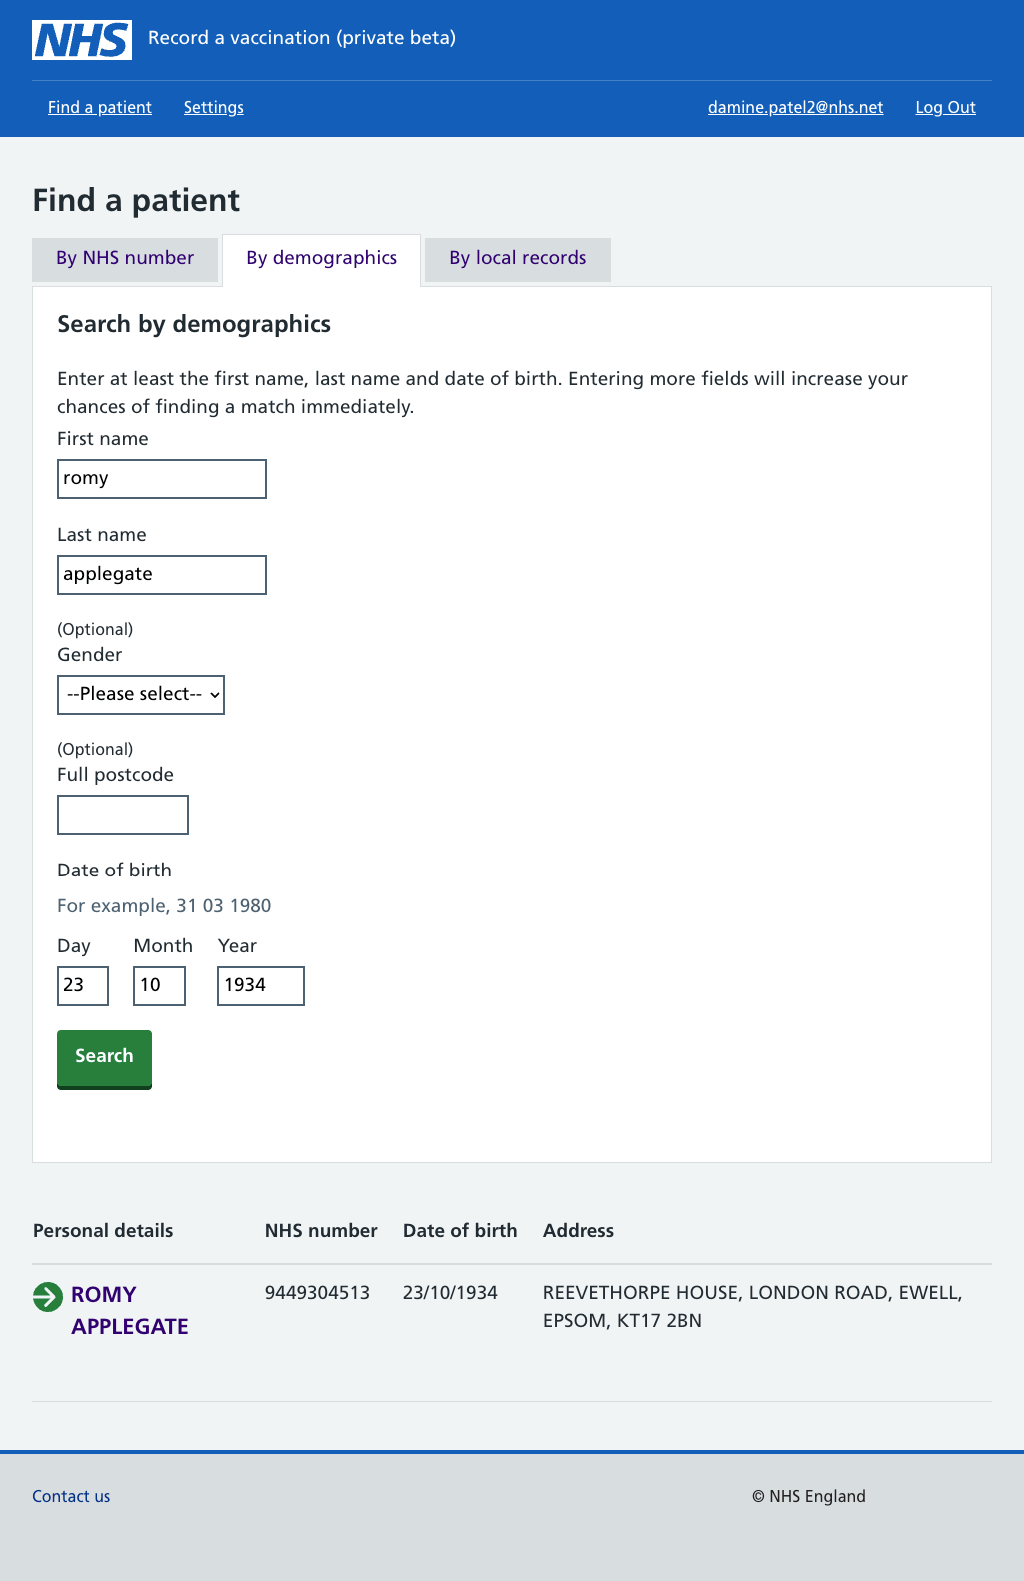 NHS Record a vaccination (private beta)
Find a patient Settings damine.patel2@nhs.net Log Out
Find a patient
By NHS number By demographics By local records
Search by demographics
Enter at least the first name, last name and date of birth. Entering more fields will increase your
chances of finding a match immediately.
First name
romy
Last name
applegate
(Optional)
Gender
--Please select--
(Optional)
Full postcode
Date of birth
For example, 31 03 1980
Day Month Year
23 10 1934
Search
Personal details NHS number Date of birth Address
ROMY 9449304513 23/10/1934 REEVETHORPE HOUSE, LONDON ROAD, EWELL,
APPLEGATE EPSOM, KT17 2BN
Contact us © NHS England